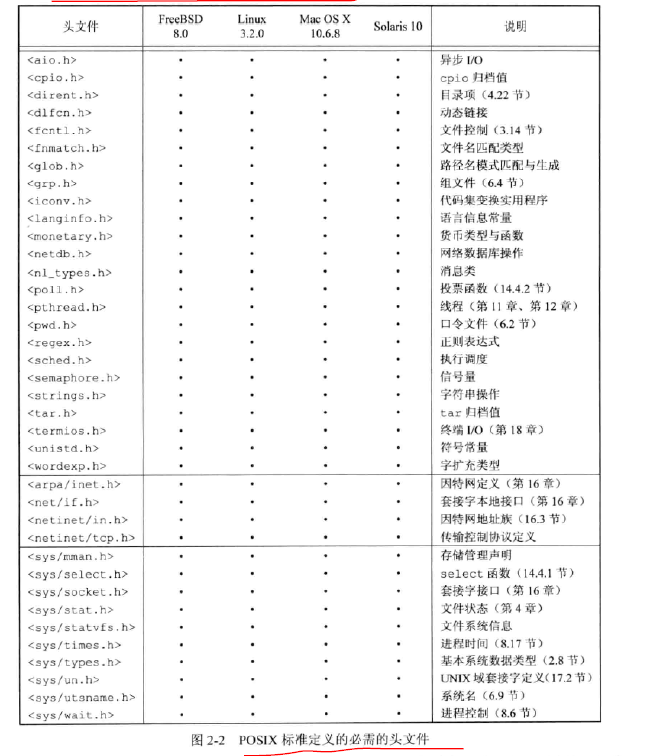 头文件 FreeBSD 8.0 Linux 3.2.0 Mac OS X 10.6.8 Solaris 10 说明
<aio.h> • • • • 异步 I/O
<cpio.h> • • • • cpio 归档值
<dirent.h> • • • • 目录项（4.22 节）
<dlfcn.h> • • • • 动态链接
<fcntl.h> • • • • 文件控制（3.14 节）
<fnmatch.h> • • • • 文件名匹配类型
<glob.h> • • • • 路径名模式匹配与生成
<grp.h> • • • • 组文件（6.4 节）
<iconv.h> • • • • 代码集变换实用程序
<langinfo.h> • • • • 语言信息常量
<monetary.h> • • • • 货币类型与函数
<netdb.h> • • • • 网络数据库操作
<nl_types.h> • • • • 消息类
<poll.h> • • • • 投票函数（14.4.2 节）
<pthread.h> • • • • 线程（第 11 章、第 12 章）
<pwd.h> • • • • 口令文件（6.2 节）
<regex.h> • • • • 正则表达式
<sched.h> • • • • 执行调度
<semaphore.h> • • • • 信号量
<strings.h> • • • • 字符串操作
<tar.h> • • • • tar 归档值
<termios.h> • • • • 终端 I/O（第 18 章）
<unistd.h> • • • • 符号常量
<wordexp.h> • • • • 字扩充类型
<arpa/inet.h> • • • • 因特网定义（第 16 章）
<net/if.h> • • • • 套接字本地接口（第 16 章）
<netinet/in.h> • • • • 因特网地址族（16.3 节）
<netinet/tcp.h> • • • • 传输控制协议定义
<sys/mman.h> • • • • 存储管理声明
<sys/select.h> • • • • select 函数（14.4.1 节）
<sys/socket.h> • • • • 套接字接口（第 16 章）
<sys/stat.h> • • • • 文件状态（第 4 章）
<sys/statvfs.h> • • • • 文件系统信息
<sys/times.h> • • • • 进程时间（8.17 节）
<sys/types.h> • • • • 基本系统数据类型（2.8 节）
<sys/un.h> • • • • UNIX 域套接字定义（17.2 节）
<sys/utsname.h> • • • • 系统名（6.9 节）
<sys/wait.h> • • • • 进程控制（8.6 节）
图 2-2 POSIX 标准定义的必需的头文件